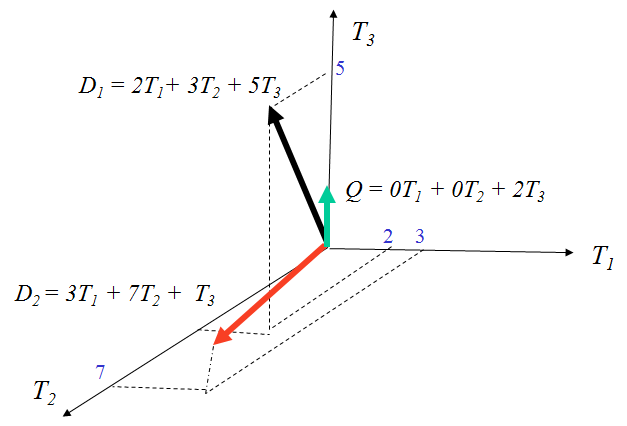 T₃
5
D₁ = 2T₁+ 3T₂ + 5T₃
Q = 0T₁ + 0T₂ + 2T₃
2 3
T₁
D₂ = 3T₁ + 7T₂ + T₃
7
T₂